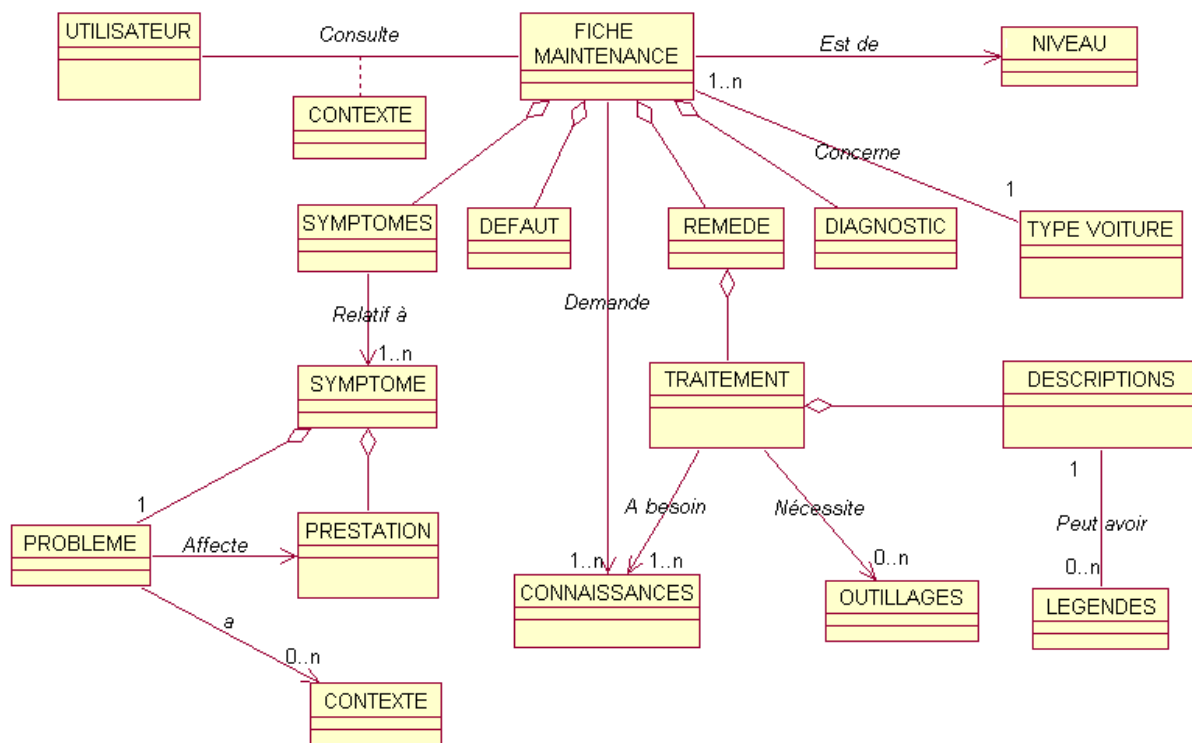 UTILISATEUR
Consulte
FICHE
MAINTENANCE
Est de
NIVEAU
1..n
CONTEXTE
Concerne
1
SYMPTOMES
DEFAUT
REMEDE
DIAGNOSTIC
TYPE VOITURE
Relatif à
Demande
1..n
SYMPTOME
TRAITEMENT
DESCRIPTIONS
1
1
PROBLEME
Affecte
PRESTATION
A besoin
Nécessite
Peut avoir
1..n
1..n
0..n
0..n
CONNAISSANCES
OUTILLAGES
LEGENDES
a
0..n
CONTEXTE